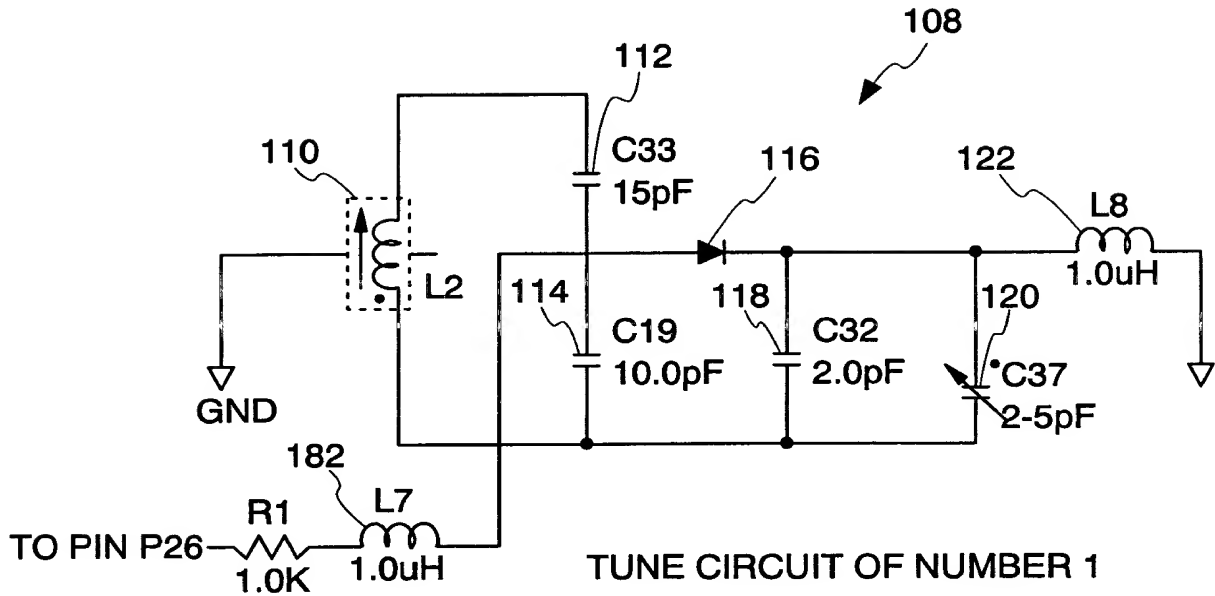 108
112
110
C33
15pF
116
122
L8
1.0uH
L2
114
C19
10.0pF
118
C32
2.0pF
120
C37
2-5pF
GND
182
L7
R1
TO PIN P26
1.0K
1.0uH
TUNE CIRCUIT OF NUMBER 1